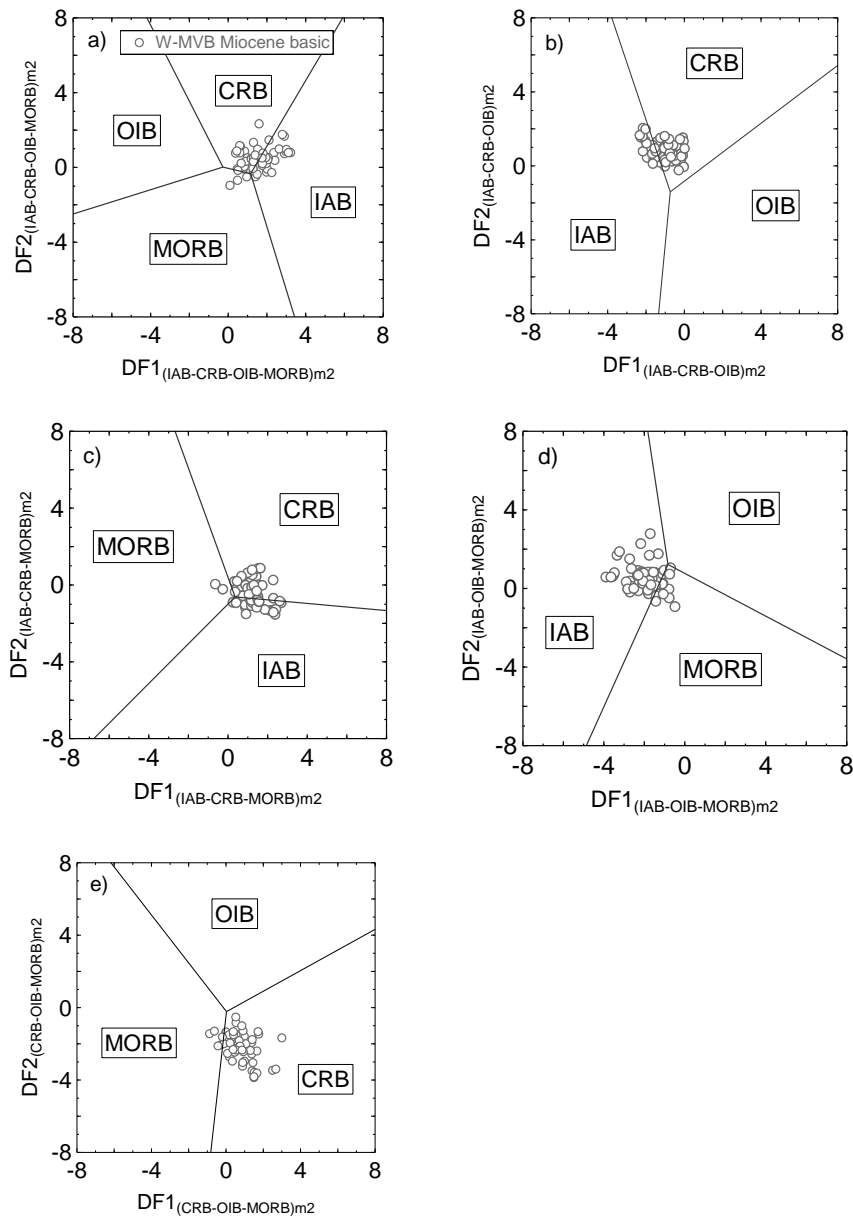 a) W-MVB Miocene basic
8
4
0
-4
-8
CRB
OIB
IAB
MORB
-8 -4 0 4 8
DF1(IAB-CRB-OIB-MORB)m2
DF2(IAB-CRB-OIB-MORB)m2
b)
8
4
0
-4
-8
CRB
OIB
IAB
-8 -4 0 4 8
DF1(IAB-CRB-OIB)m2
DF2(IAB-CRB-OIB)m2
c)
8
4
0
-4
-8
CRB
MORB
IAB
-8 -4 0 4 8
DF1(IAB-CRB-MORB)m2
DF2(IAB-CRB-MORB)m2
d)
8
4
0
-4
-8
OIB
IAB
MORB
-8 -4 0 4 8
DF1(IAB-OIB-MORB)m2
DF2(IAB-OIB-MORB)m2
e)
8
4
0
-4
-8
OIB
MORB
CRB
-8 -4 0 4 8
DF1(CRB-OIB-MORB)m2
DF2(CRB-OIB-MORB)m2